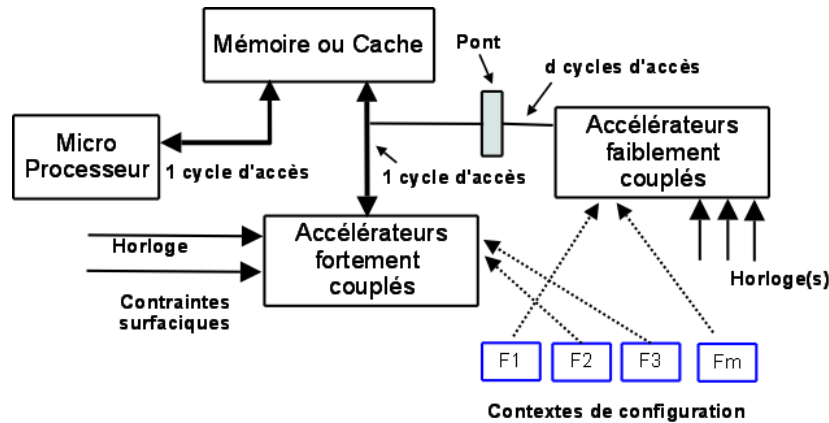 Mémoire ou Cache
Pont
d cycles d'accès
Micro
Processeur
1 cycle d'accès
1 cycle d'accès
Accélérateurs
faiblement
couplés
Accélérateurs
fortement
couplés
Horloge
Contraintes
surfaciques
Horloge(s)
F1
F2
F3
Fm
Contextes de configuration